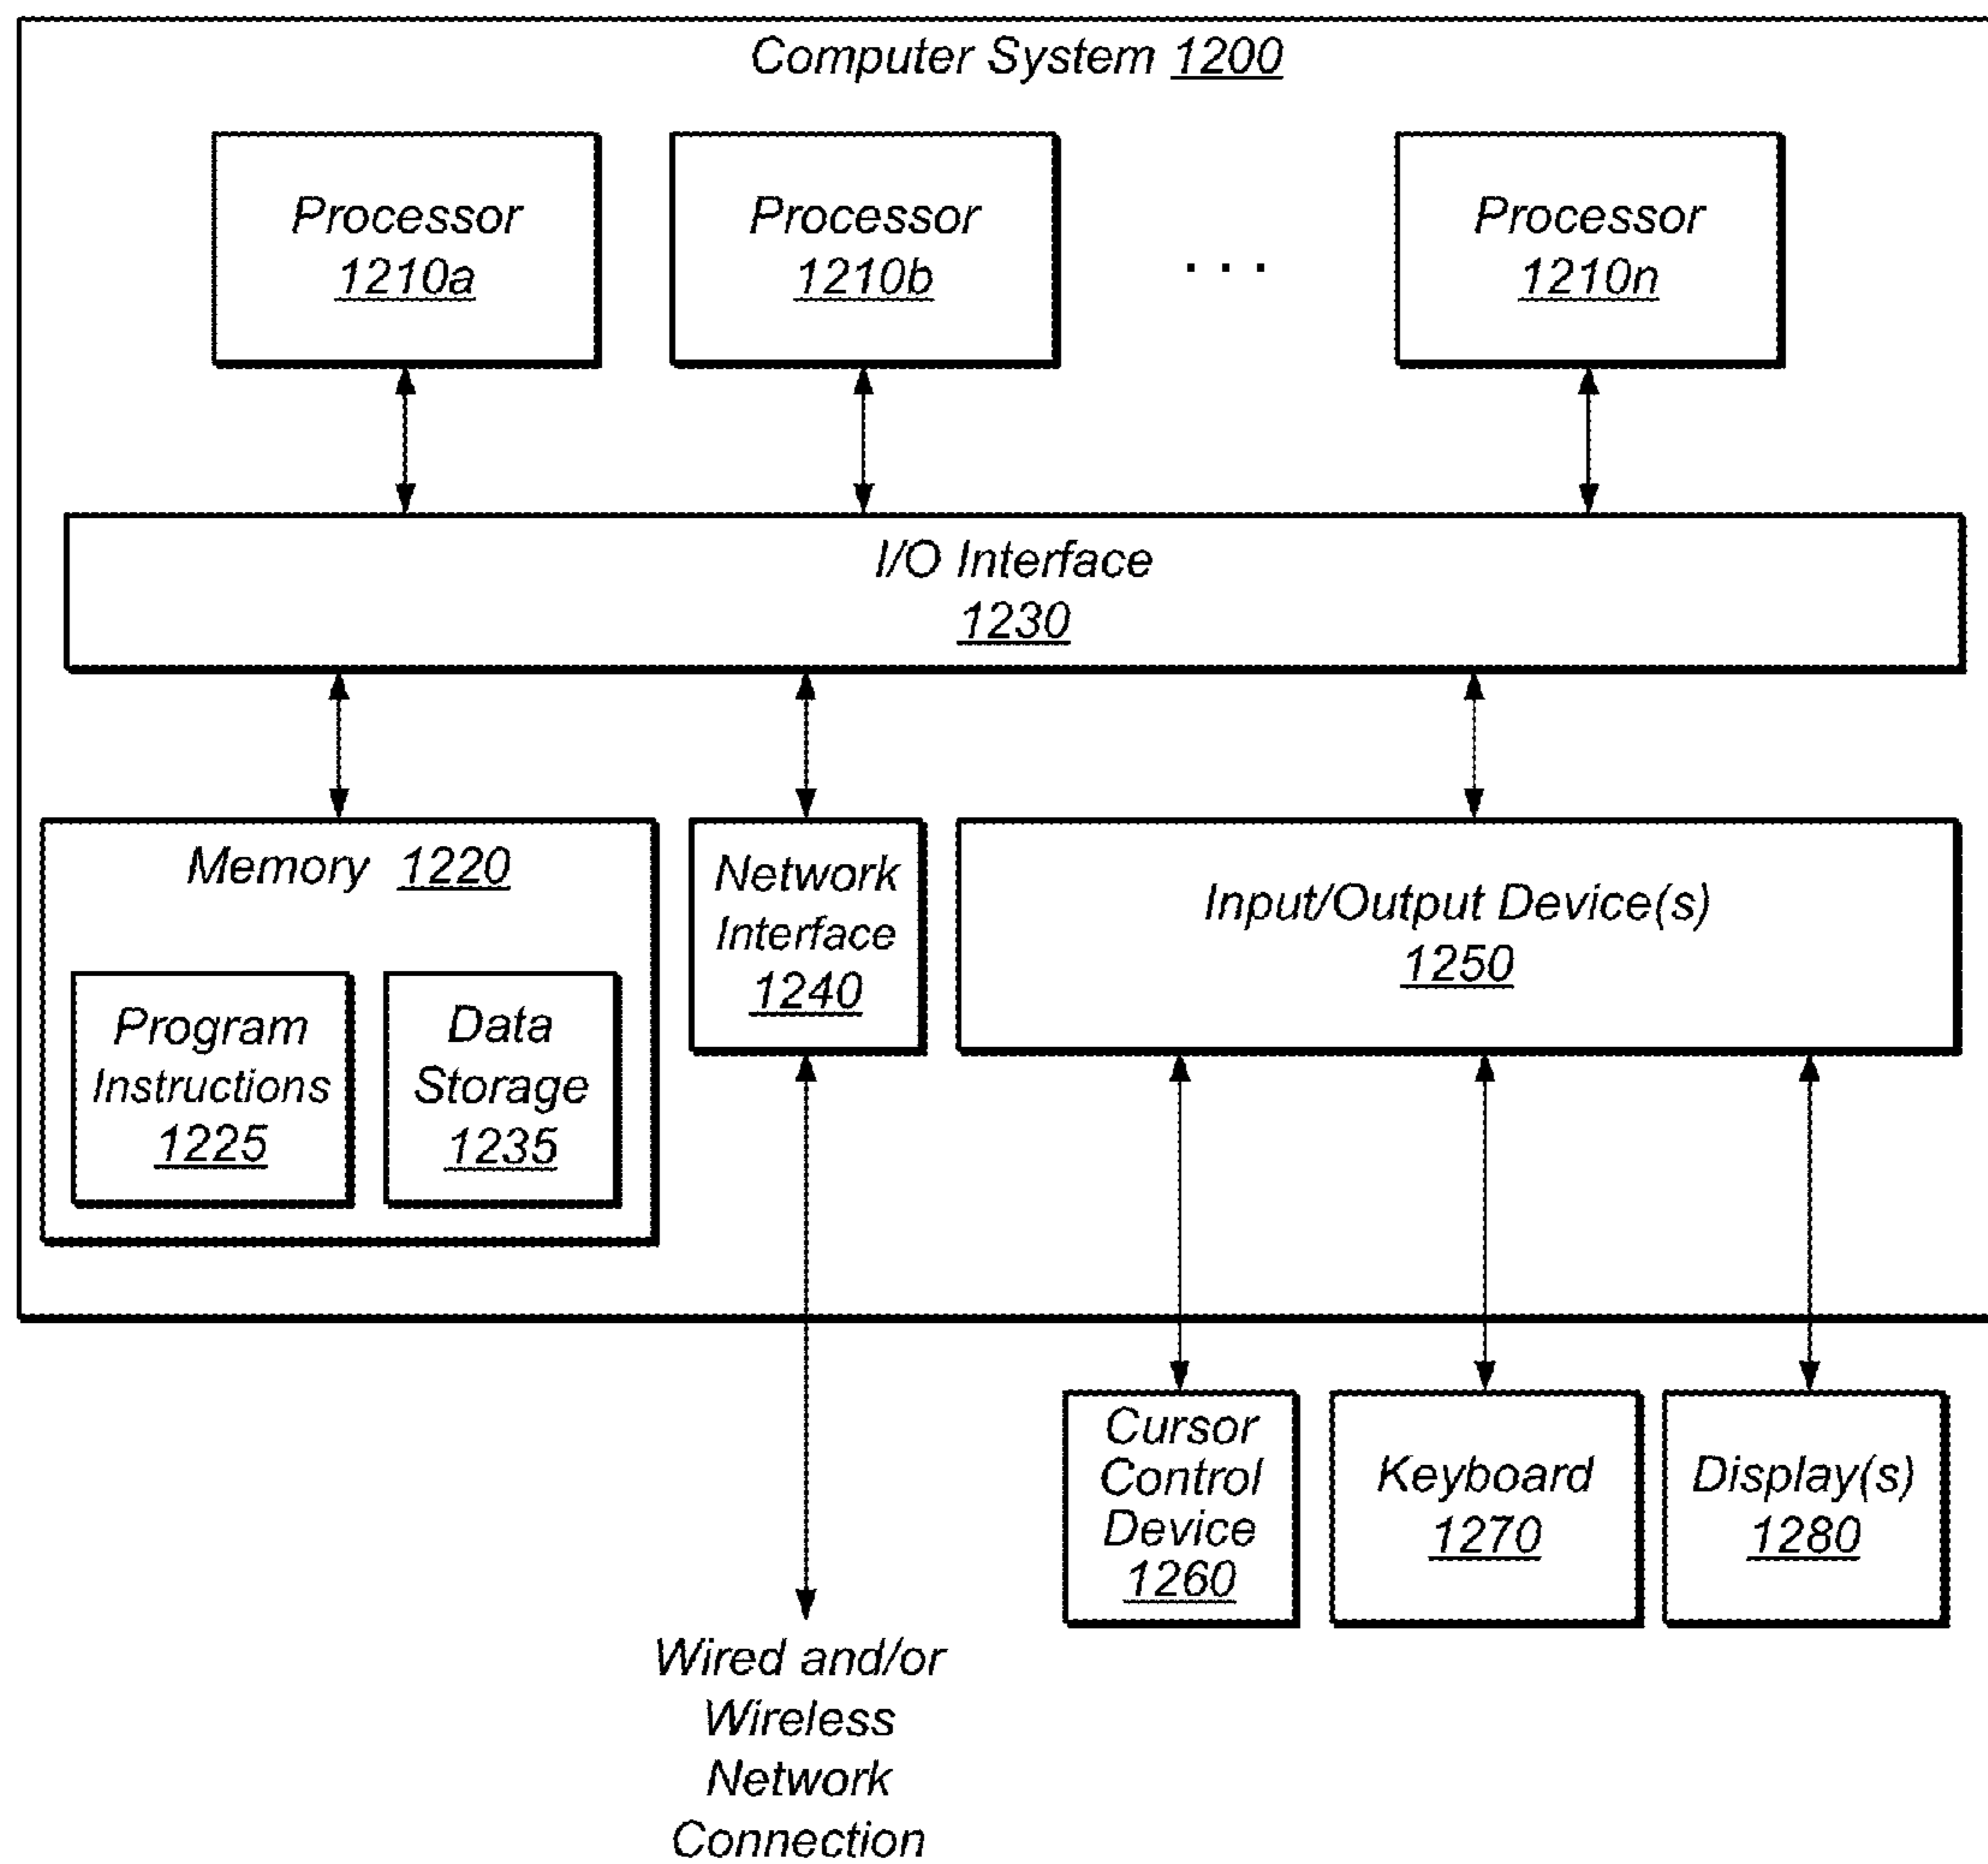 Computer System 1200
Processor
1210a
Processor
1210b
. . .
Processor
1210n
I/O Interface
1230
Memory 1220
Program
Instructions
1225
Data
Storage
1235
Network
Interface
1240
Input/Output Device(s)
1250
Cursor
Control
Device
1260
Keyboard
1270
Display(s)
1280
Wired and/or
Wireless
Network
Connection